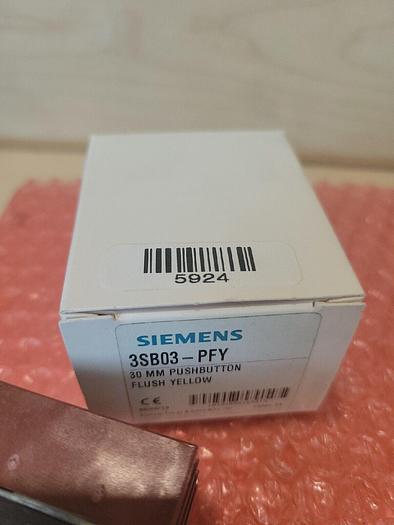 5924
SIEMENS
3SB03-PFY
30 MM PUSHBUTTON
FLUSH YELLOW
CE